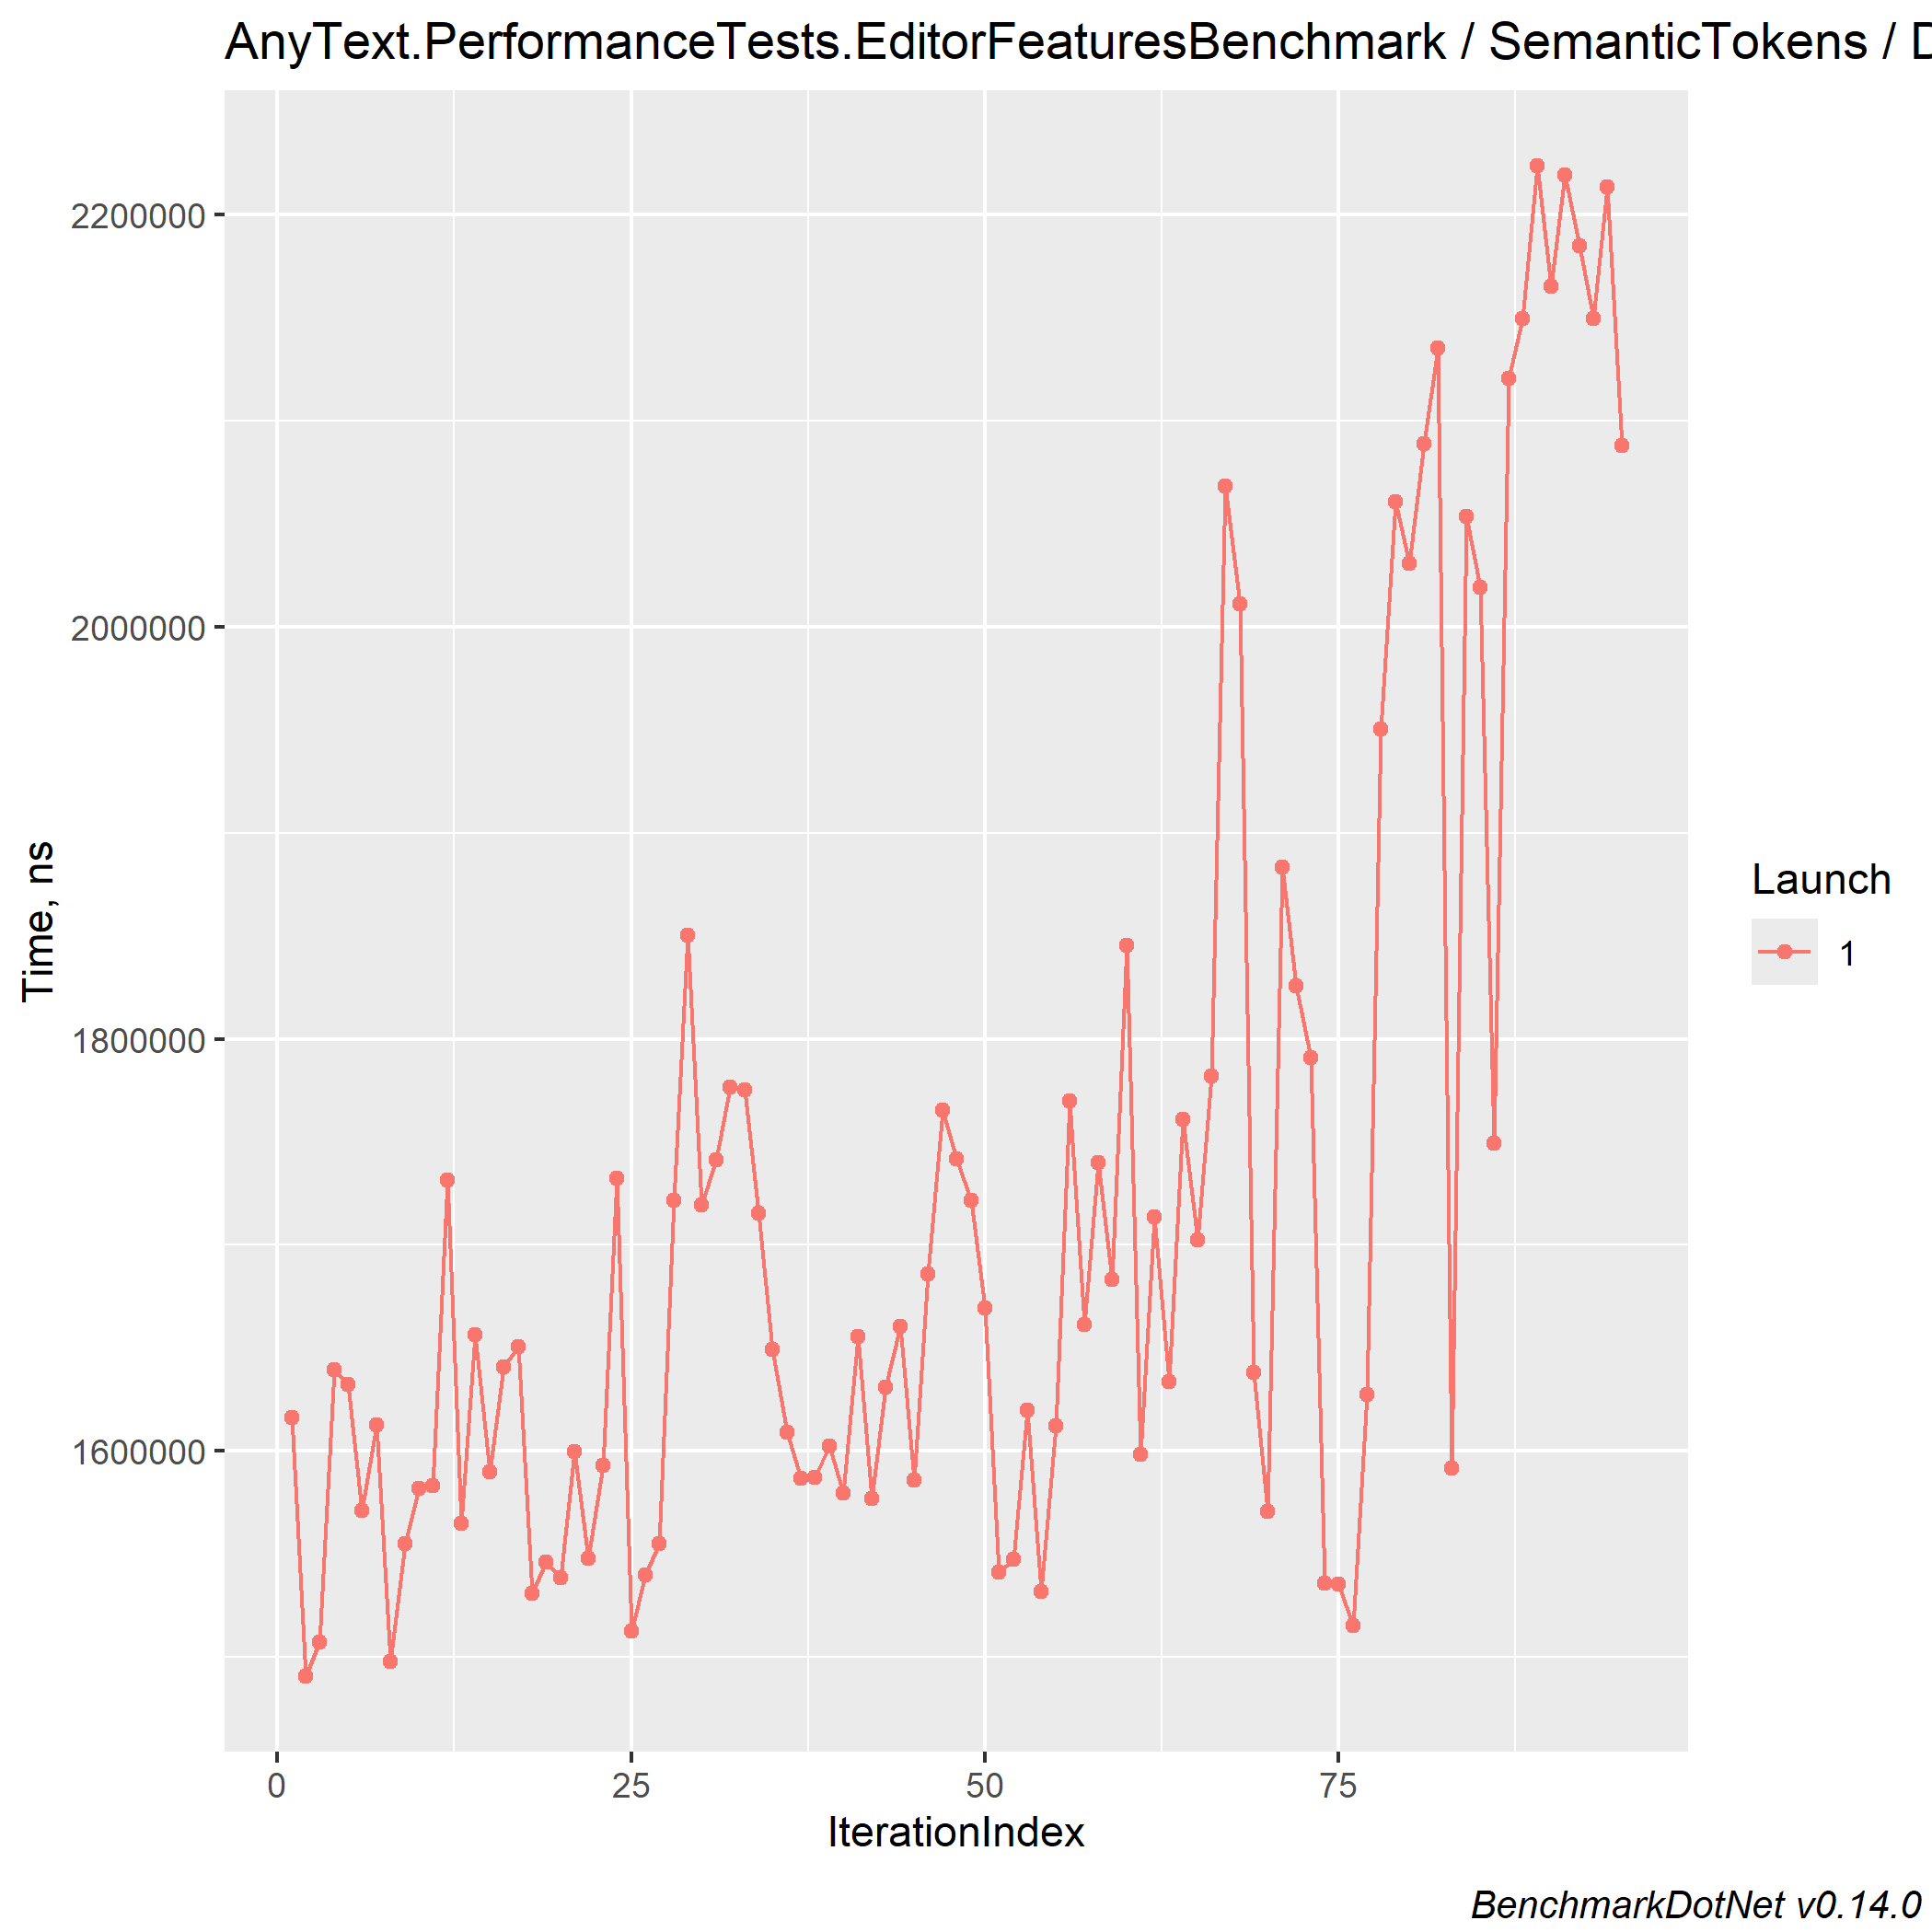 AnyText.PerformanceTests.EditorFeaturesBenchmark / SemanticTokens / D
2200000
2000000
1800000
1600000
Time, ns
0 25 50 75
IterationIndex
Launch
1
BenchmarkDotNet v0.14.0